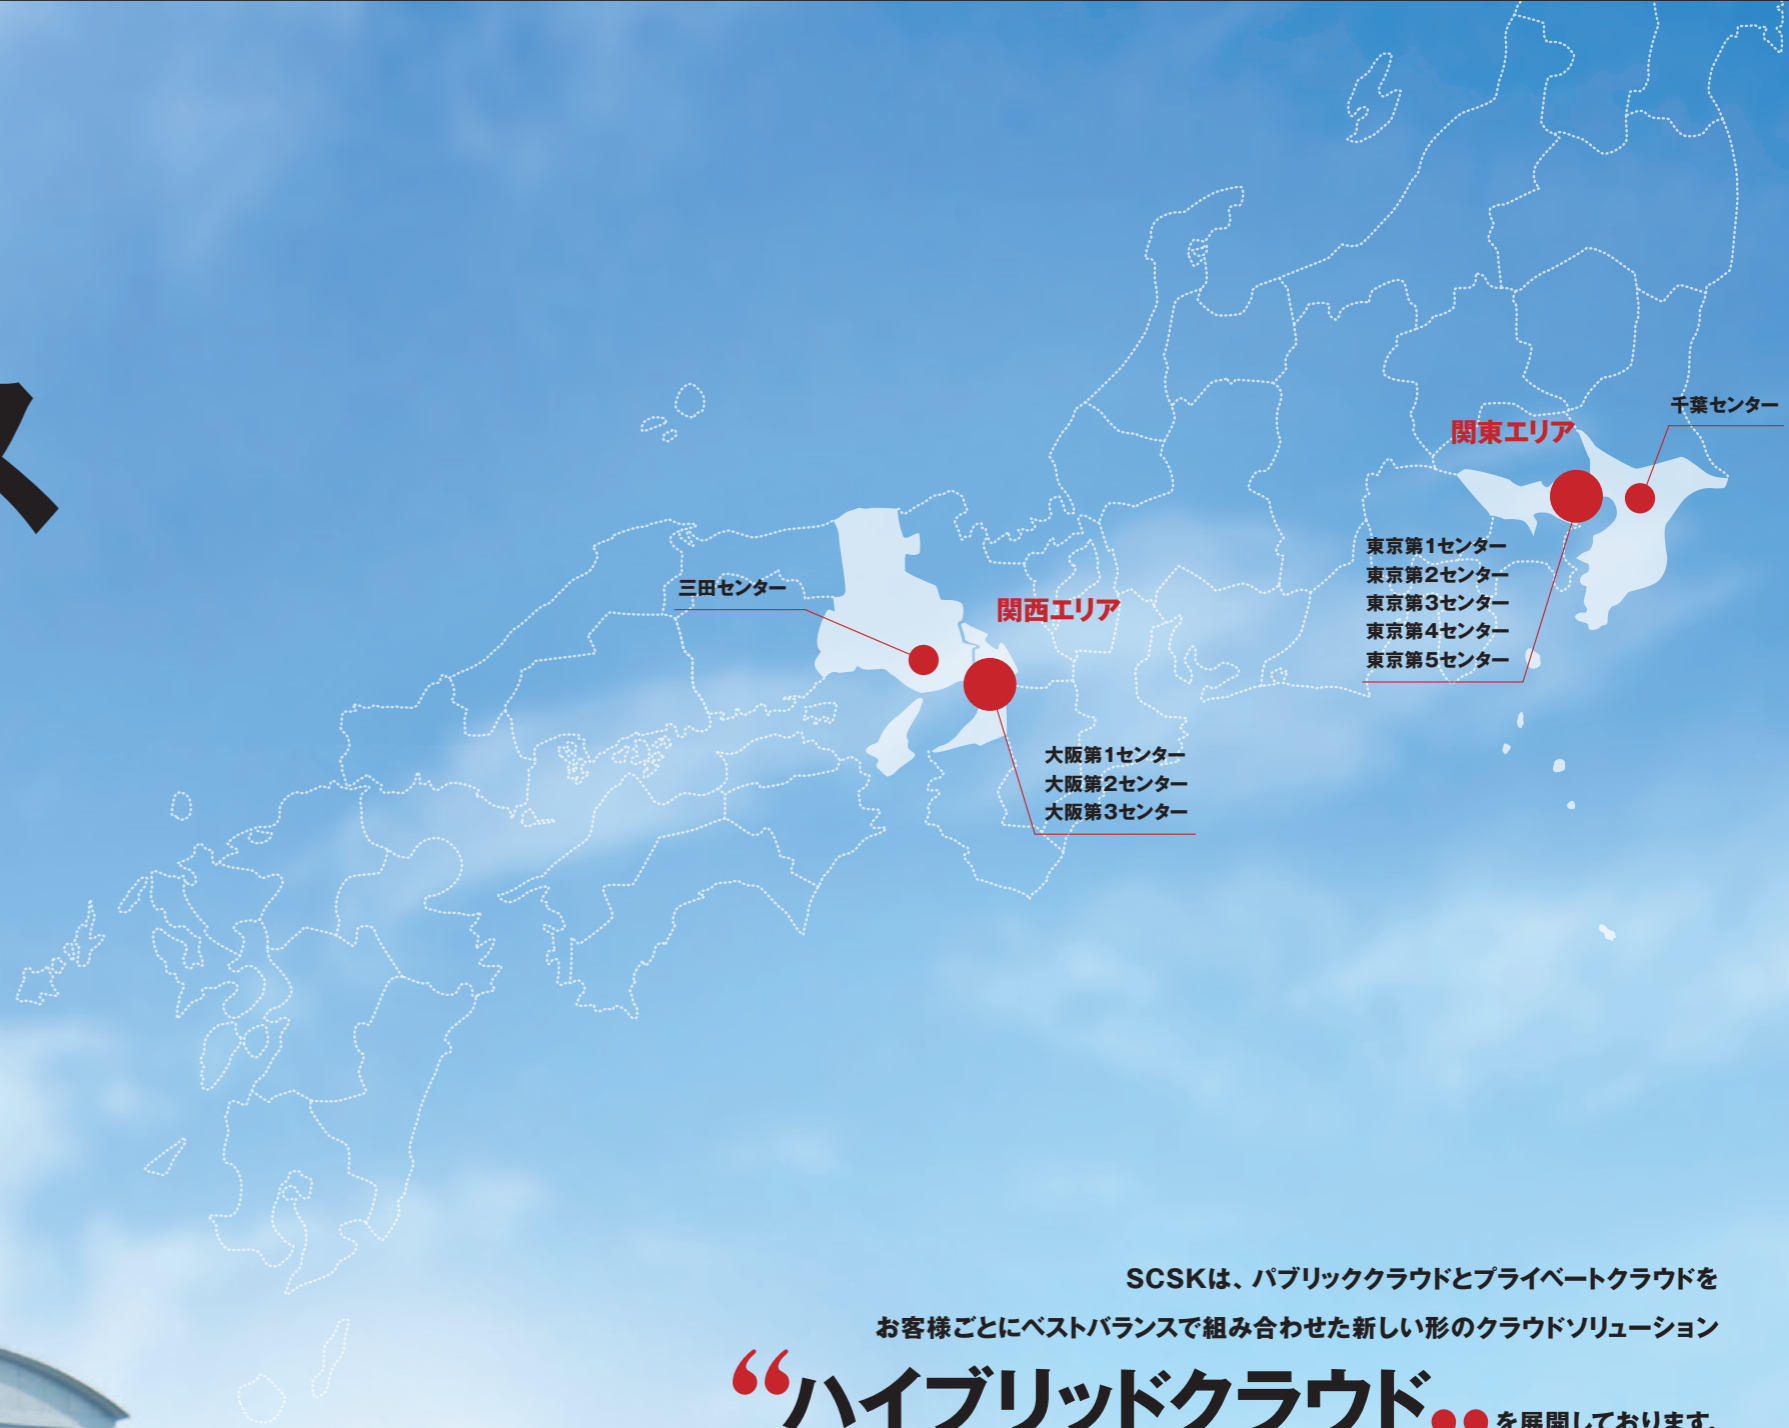 千葉センター
関東エリア
東京第1センター
東京第2センター
東京第3センター
東京第4センター
東京第5センター
三田センター
関西エリア
大阪第1センター
大阪第2センター
大阪第3センター
SCSKは、パブリッククラウドとプライベートクラウドを
お客様ごとにベストバランスで組み合わせた新しい形のクラウドソリューション
“ハイブリッドクラウド„を展開しております。